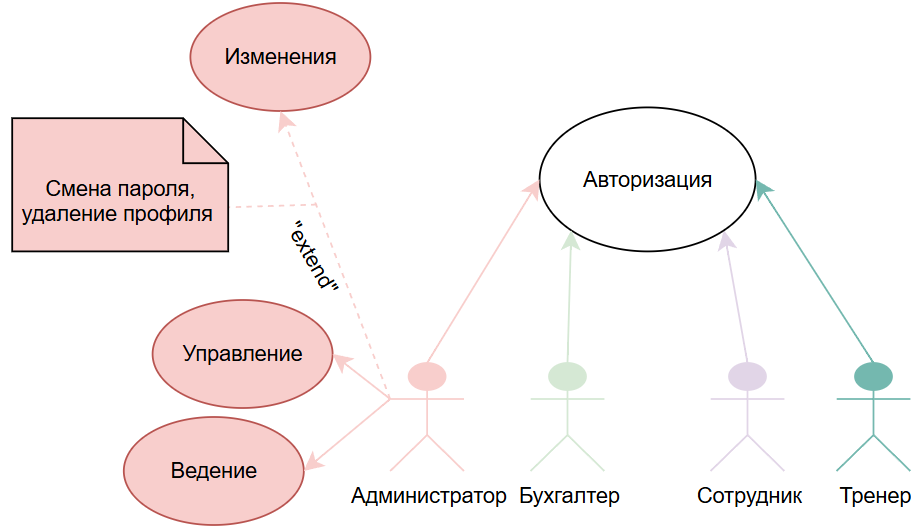 Изменения
Смена пароля,
удаление профиля
Авторизация
"extend"
Управление
Ведение
Администратор
Бухгалтер
Сотрудник
Тренер